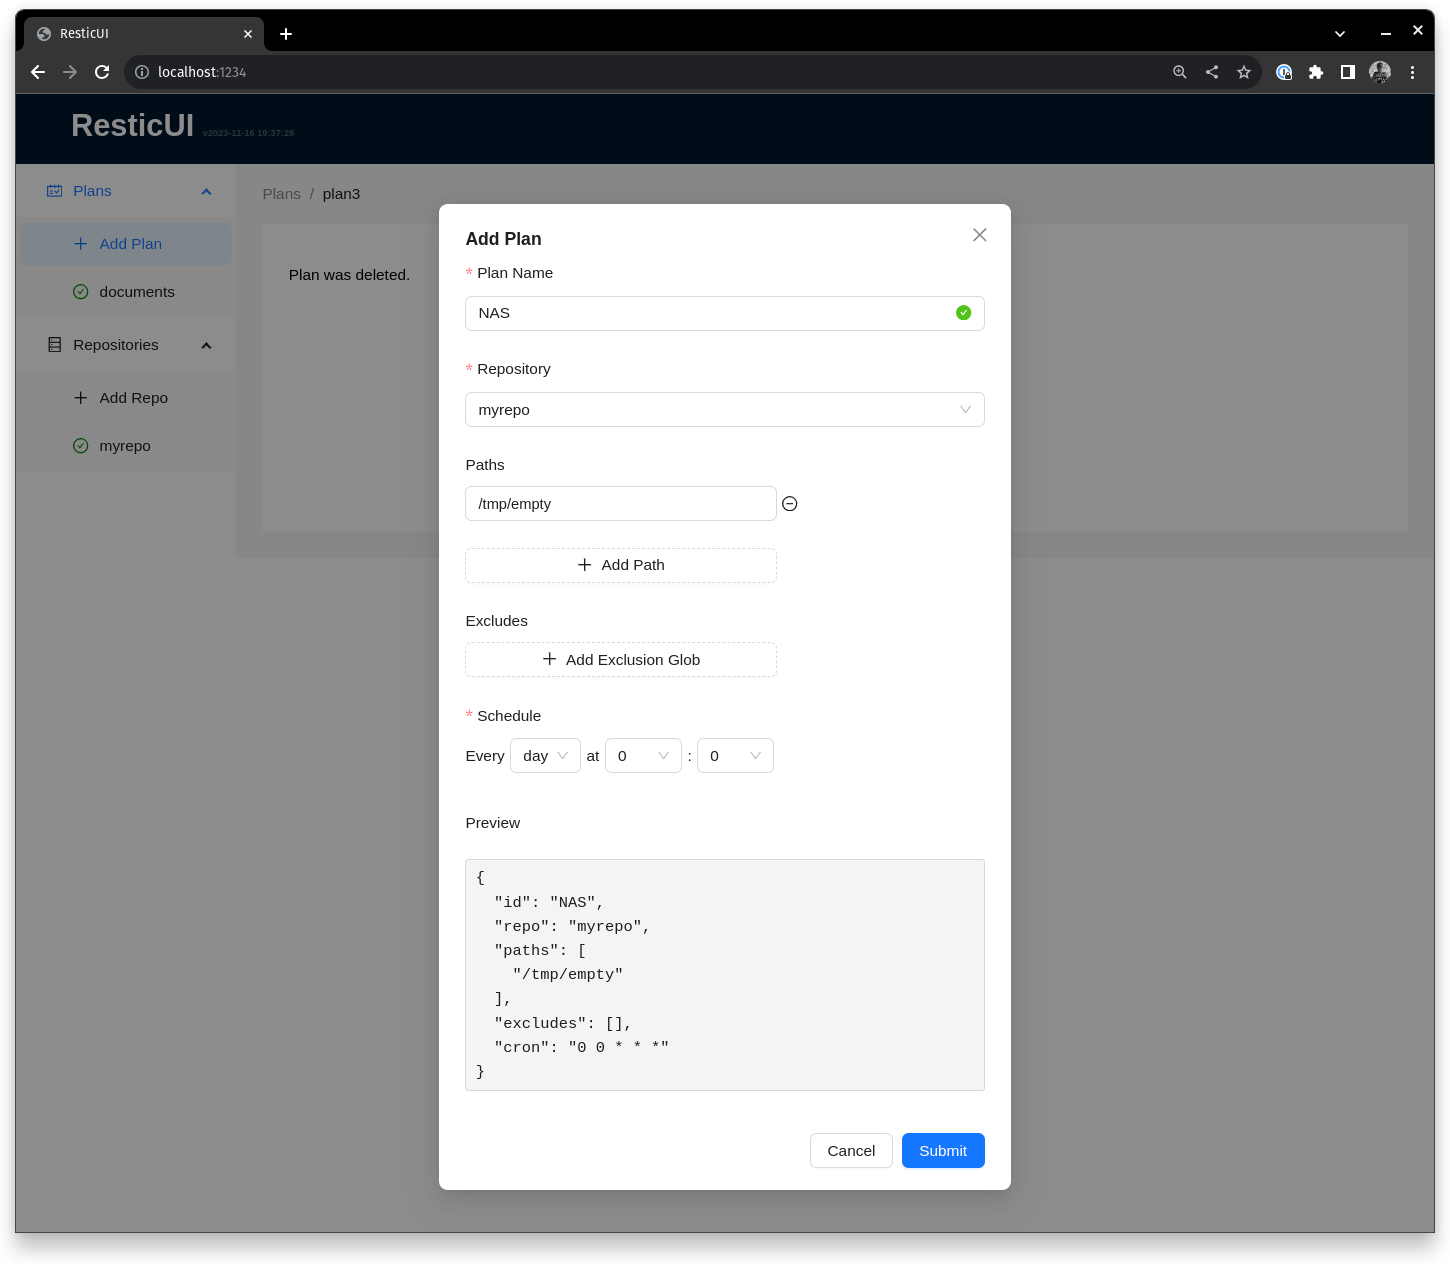 ResticUI
localhost:1234
ResticUI v2023-11-16 19:37:29
Plans
Add Plan
documents
Repositories
Add Repo
myrepo
Plans / plan3
Plan was deleted.
Add Plan
* Plan Name
NAS
* Repository
myrepo
Paths
/tmp/empty
Add Path
Excludes
Add Exclusion Glob
* Schedule
Every day at 0 : 0
Preview
{
  "id": "NAS",
  "repo": "myrepo",
  "paths": [
    "/tmp/empty"
  ],
  "excludes": [],
  "cron": "0 0 * * *"
}
Cancel Submit